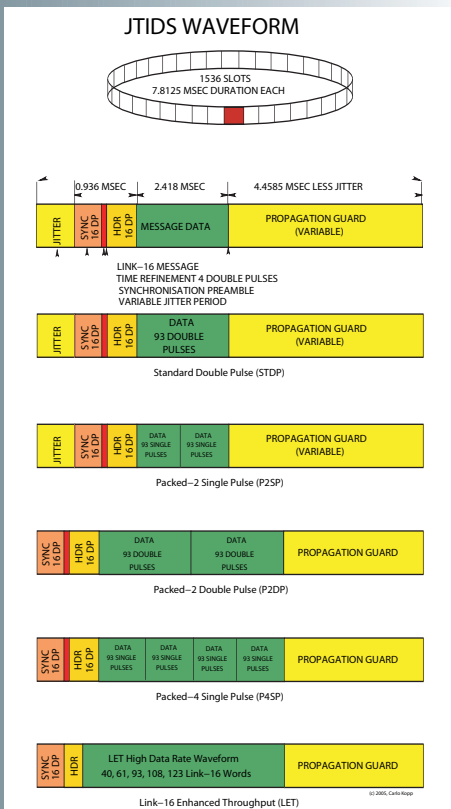 JTIDS WAVEFORM
1536 SLOTS
7.8125 MSEC DURATION EACH
0.936 MSEC
2.418 MSEC
4.4585 MSEC LESS JITTER
JITTER
SYNC
16 DP
HDR
16 DP
MESSAGE DATA
PROPAGATION GUARD
(VARIABLE)
LINK−16 MESSAGE
TIME REFINEMENT 4 DOUBLE PULSES
SYNCHRONISATION PREAMBLE
VARIABLE JITTER PERIOD
JITTER
SYNC
16 DP
HDR
16 DP
DATA
93 DOUBLE
PULSES
PROPAGATION GUARD
(VARIABLE)
Standard Double Pulse (STDP)
JITTER
SYNC
16 DP
HDR
16 DP
DATA
93 SINGLE
PULSES
DATA
93 SINGLE
PULSES
PROPAGATION GUARD
(VARIABLE)
Packed−2 Single Pulse (P2SP)
SYNC
16 DP
HDR
16 DP
DATA
93 DOUBLE
PULSES
DATA
93 DOUBLE
PULSES
PROPAGATION GUARD
Packed−2 Double Pulse (P2DP)
SYNC
16 DP
HDR
16 DP
DATA
93 SINGLE
PULSES
DATA
93 SINGLE
PULSES
DATA
93 SINGLE
PULSES
DATA
93 SINGLE
PULSES
PROPAGATION GUARD
Packed−4 Single Pulse (P4SP)
SYNC
16 DP
HDR
LET High Data Rate Waveform
40, 61, 93, 108, 123 Link−16 Words
PROPAGATION GUARD
(c) 2005, Carlo Kopp
Link−16 Enhanced Throughput (LET)